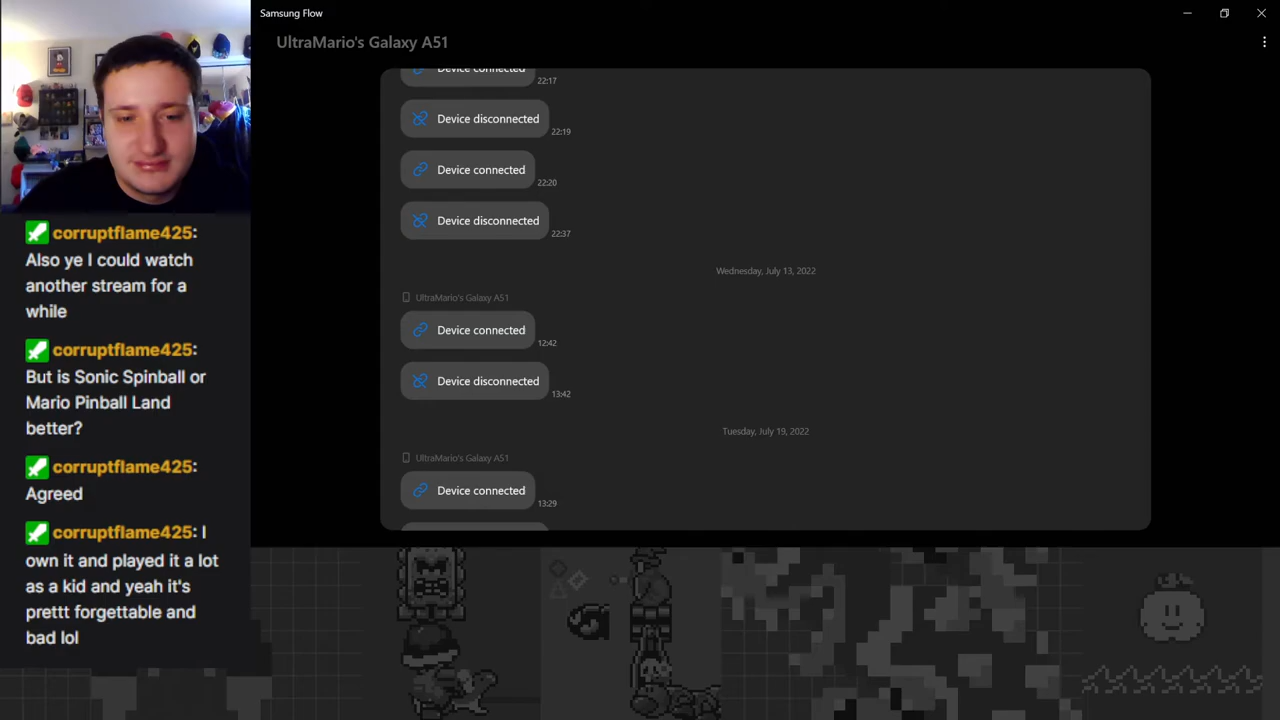 Samsung Flow
UltraMario's Galaxy A51
Device connected
22:17
Device disconnected
22:19
Device connected
22:20
Device disconnected
22:37
Wednesday, July 13, 2022
UltraMario's Galaxy A51
Device connected
12:42
Device disconnected
13:42
Tuesday, July 19, 2022
UltraMario's Galaxy A51
Device connected
13:29
corruptflame425:
Also ye I could watch
another stream for a
while
corruptflame425:
But is Sonic Spinball or
Mario Pinball Land
better?
corruptflame425:
Agreed
corruptflame425: I
own it and played it a lot
as a kid and yeah it's
prettt forgettable and
bad lol